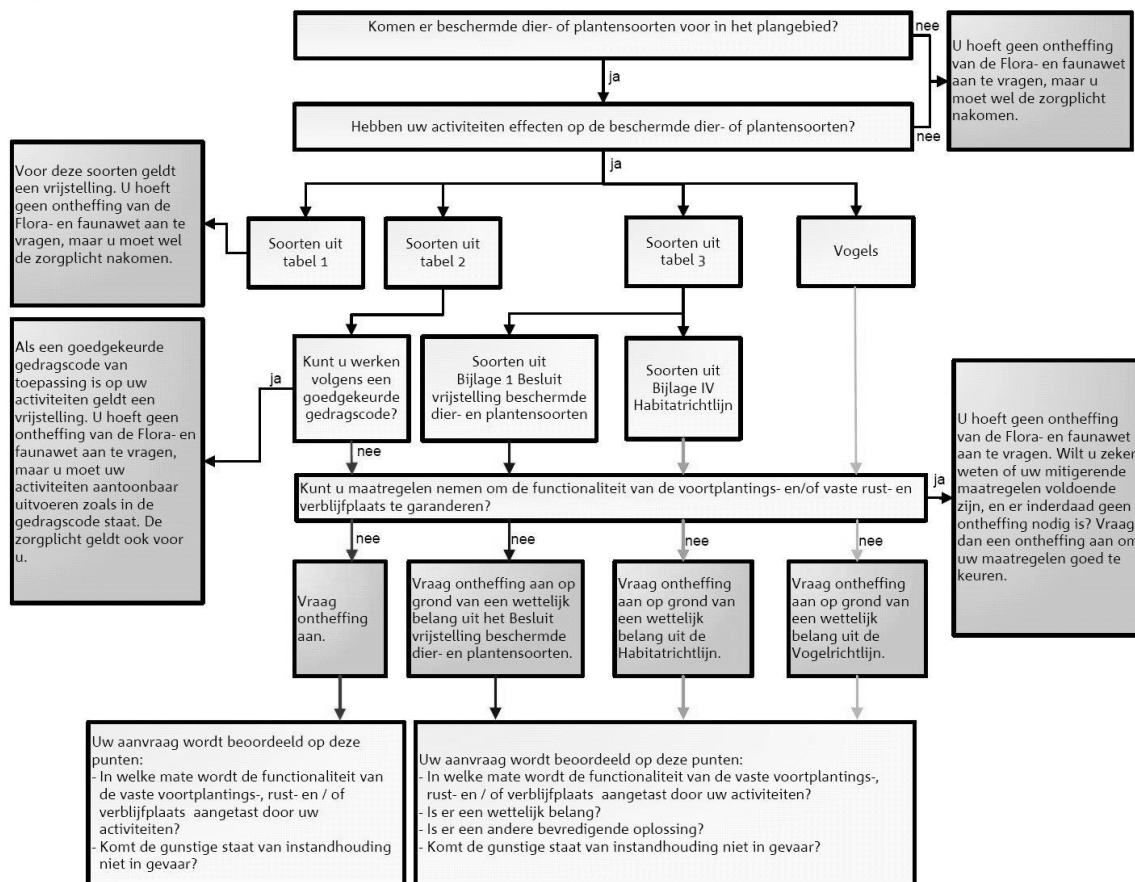 Komen er beschermde dier- of plantensoorten voor in het plangebied?
nee
U hoeft geen ontheffing
van de Flora- en faunawet
aan te vragen, maar u
moet wel de zorgplicht
nakomen.
ja
Hebben uw activiteiten effecten op de beschermde dier- of plantensoorten?
nee
ja
Voor deze soorten geldt
een vrijstelling. U hoeft
geen ontheffing van de
Flora- en faunawet aan te
vragen, maar u moet wel
de zorgplicht nakomen.
Soorten uit
tabel 1
Soorten uit
tabel 2
Soorten uit
tabel 3
Vogels
Als een goedgekeurde
gedragscode van
toepassing is op uw
activiteiten geldt een
vrijstelling. U hoeft geen
ontheffing van de Flora- en
faunawet aan te vragen,
maar u moet uw
activiteiten aantoonbaar
uitvoeren zoals in de
gedragscode staat. De
zorgplicht geldt ook voor
u.
ja
Kunt u werken
volgens een
goedgekeurde
gedragscode?
Soorten uit
Bijlage 1 Besluit
vrijstelling beschermde
dier- en plantensoorten
Soorten uit
Bijlage IV
Habitatrichtlijn
nee
Kunt u maatregelen nemen om de functionaliteit van de voortplantings- en/of vaste rust- en
verblijfplaats te garanderen?
ja
U hoeft geen ontheffing
van de Flora- en faunawet
aan te vragen. Wilt u zeker
weten of uw mitigerende
maatregelen voldoende
zijn, en er inderdaad geen
ontheffing nodig is? Vraag
dan een ontheffing aan om
uw maatregelen goed te
keuren.
nee
nee
nee
nee
Vraag
ontheffing
aan.
Vraag ontheffing aan op
grond van een wettelijk
belang uit het Besluit
vrijstelling beschermde
dier- en plantensoorten.
Vraag ontheffing
aan op grond van
een wettelijk
belang uit de
Habitatrichtlijn.
Vraag ontheffing
aan op grond van
een wettelijk
belang uit de
Vogelrichtlijn.
Uw aanvraag wordt beoordeeld op deze
punten:
- In welke mate wordt de functionaliteit van
de vaste voortplantings-, rust- en / of
verblijfplaats aangetast door uw
activiteiten?
- Komt de gunstige staat van instandhouding
niet in gevaar?
Uw aanvraag wordt beoordeeld op deze punten:
- In welke mate wordt de functionaliteit van de vaste voortplantings-,
rust- en / of verblijfplaats aangetast door uw activiteiten?
- Is er een wettelijk belang?
- Is er een andere bevredigende oplossing?
- Komt de gunstige staat van instandhouding niet in gevaar?